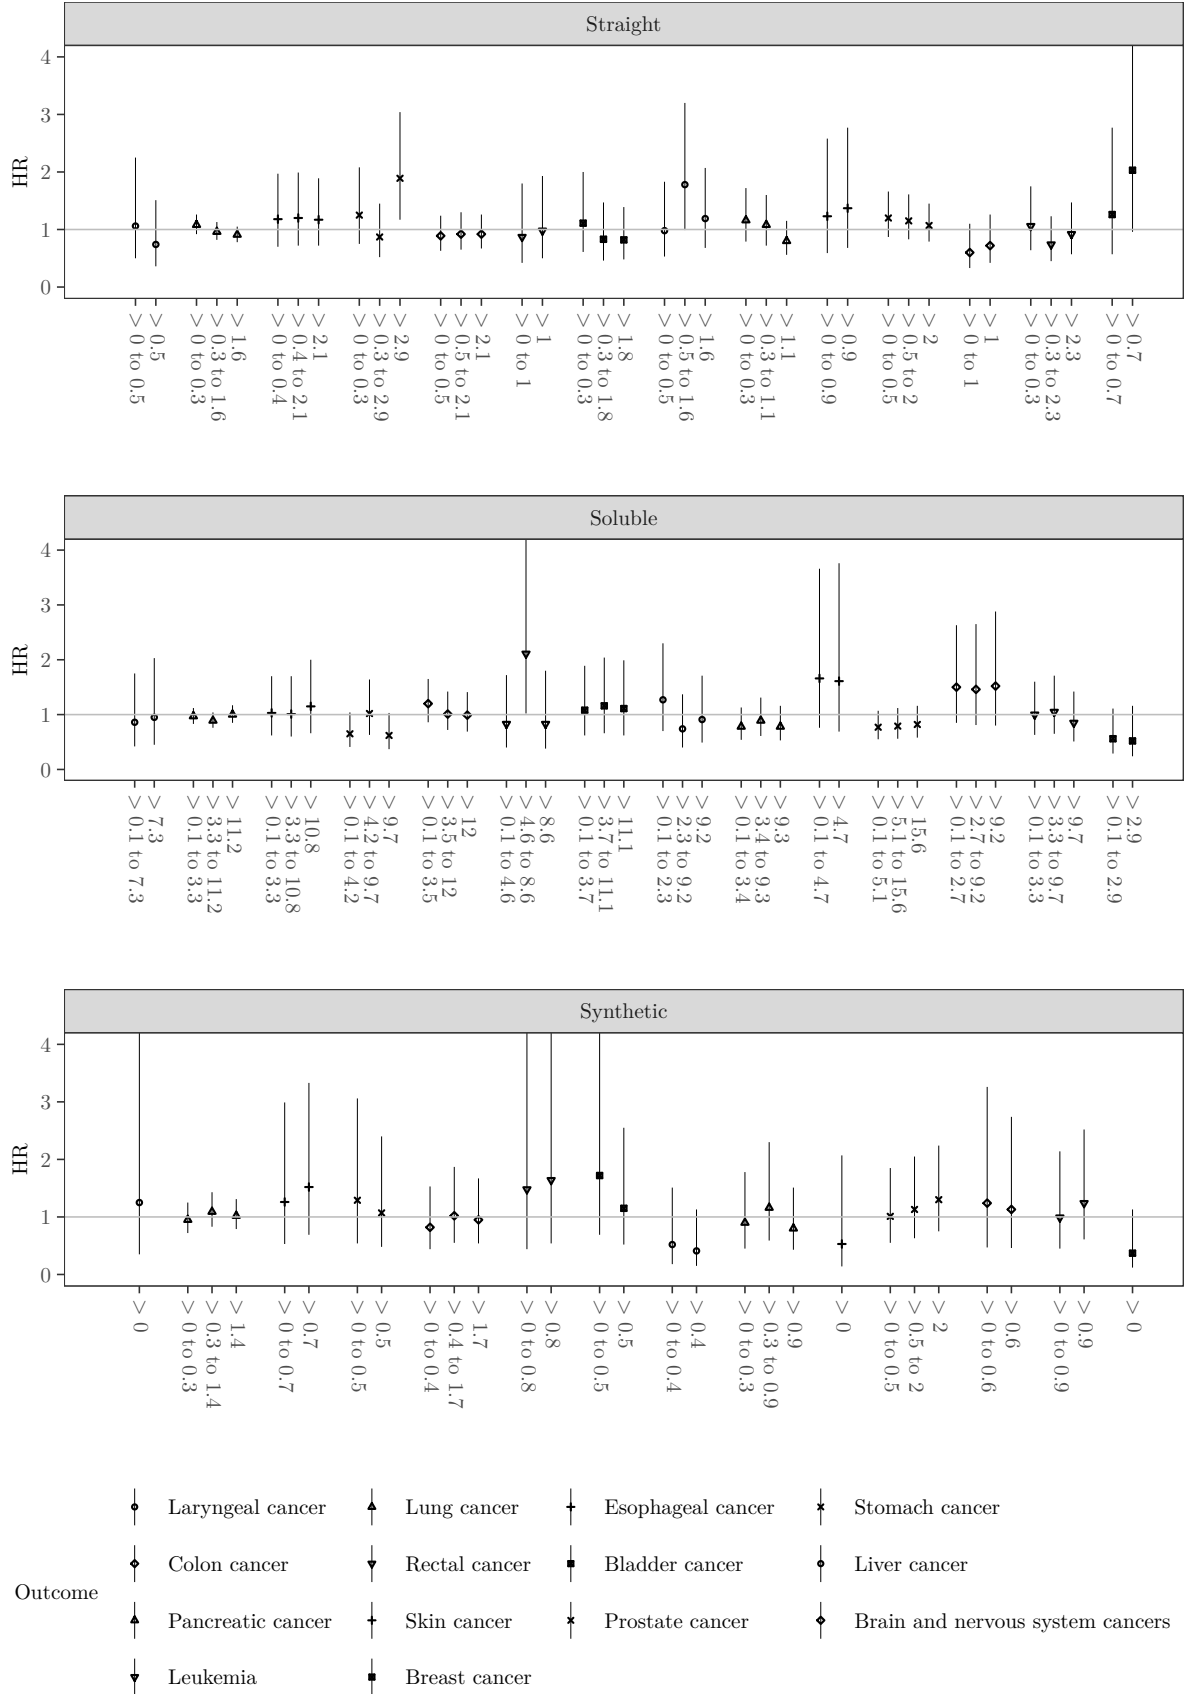 Straight
HR
4
3
2
1
0
> 0 to 0.5
> 0.5
> 0 to 0.3
> 0.3 to 1.6
> 1.6
> 0 to 0.4
> 0.4 to 2.1
> 2.1
> 0 to 0.3
> 0.3 to 2.9
> 2.9
> 0 to 0.5
> 0.5 to 2.1
> 2.1
> 0 to 1
> 1
> 0 to 0.3
> 0.3 to 1.8
> 1.8
> 0 to 0.5
> 0.5 to 1.6
> 1.6
> 0 to 0.3
> 0.3 to 1.1
> 1.1
> 0 to 0.9
> 0.9
> 0 to 0.5
> 0.5 to 2
> 2
> 0 to 1
> 1
> 0 to 0.3
> 0.3 to 2.3
> 2.3
> 0 to 0.7
> 0.7
Soluble
HR
4
3
2
1
0
> 0.1 to 7.3
> 7.3
> 0.1 to 3.3
> 3.3 to 11.2
> 11.2
> 0.1 to 3.3
> 3.3 to 10.8
> 10.8
> 0.1 to 4.2
> 4.2 to 9.7
> 9.7
> 0.1 to 3.5
> 3.5 to 12
> 12
> 0.1 to 4.6
> 4.6 to 8.6
> 8.6
> 0.1 to 3.7
> 3.7 to 11.1
> 11.1
> 0.1 to 2.3
> 2.3 to 9.2
> 9.2
> 0.1 to 3.4
> 3.4 to 9.3
> 9.3
> 0.1 to 4.7
> 4.7
> 0.1 to 5.1
> 5.1 to 15.6
> 15.6
> 0.1 to 2.7
> 2.7 to 9.2
> 9.2
> 0.1 to 3.3
> 3.3 to 9.7
> 9.7
> 0.1 to 2.9
> 2.9
Synthetic
HR
4
3
2
1
0
> 0
> 0 to 0.3
> 0.3 to 1.4
> 1.4
> 0 to 0.7
> 0.7
> 0 to 0.5
> 0.5
> 0 to 0.4
> 0.4 to 1.7
> 1.7
> 0 to 0.8
> 0.8
> 0 to 0.5
> 0.5
> 0 to 0.4
> 0.4
> 0 to 0.3
> 0.3 to 0.9
> 0.9
> 0
> 0 to 0.5
> 0.5 to 2
> 2
> 0 to 0.6
> 0.6
> 0 to 0.9
> 0.9
> 0
Outcome
Laryngeal cancer Lung cancer Esophageal cancer Stomach cancer
Colon cancer Rectal cancer Bladder cancer Liver cancer
Pancreatic cancer Skin cancer Prostate cancer Brain and nervous system cancers
Leukemia Breast cancer